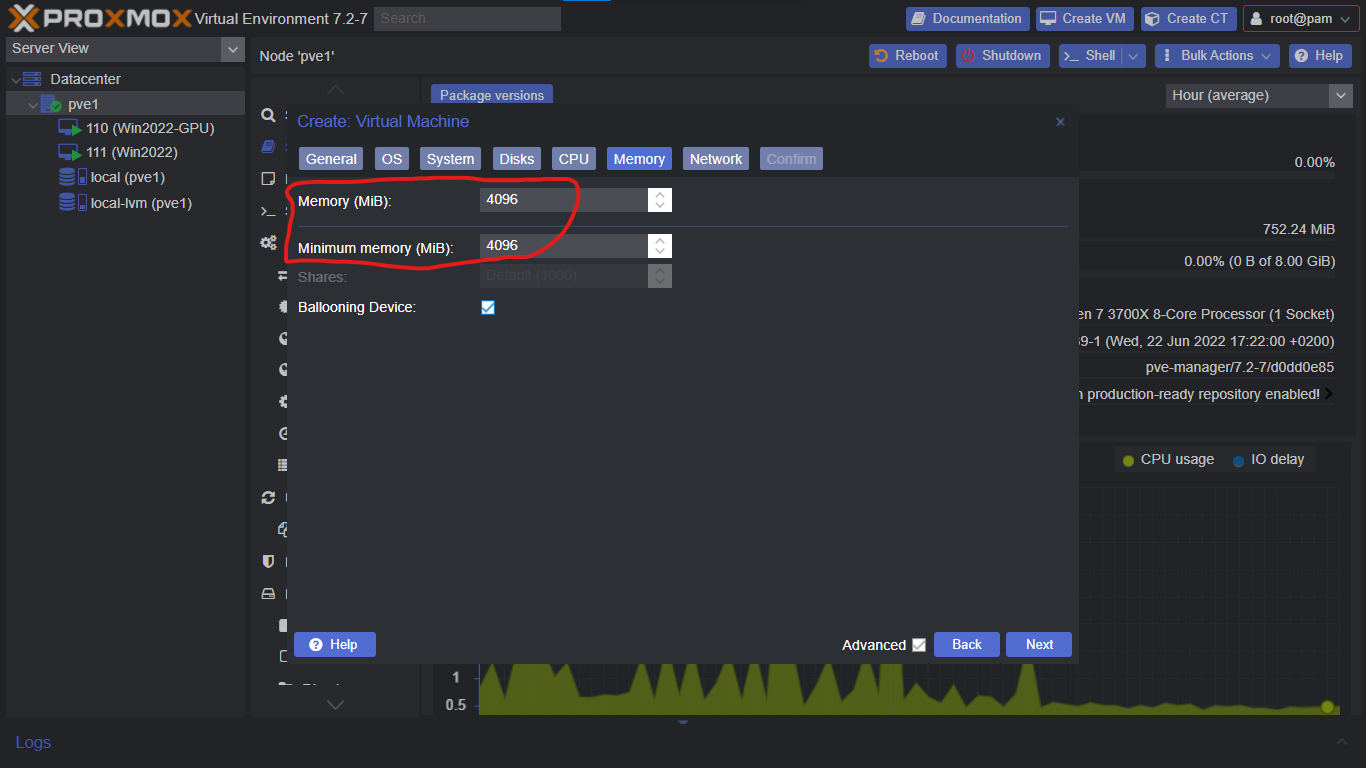 PROXMOX Virtual Environment 7.2-7 Search Documentation Create VM Create CT root@pam
Server View
Node 'pve1' Reboot Shutdown Shell Bulk Actions Help
Datacenter
pve1
110 (Win2022-GPU)
111 (Win2022)
local (pve1)
local-lvm (pve1)
Package versions Hour (average)
Create: Virtual Machine
General OS System Disks CPU Memory Network Confirm
Memory (MiB): 4096
Minimum memory (MiB): 4096
Shares: Default (1000)
Ballooning Device:
Help Advanced Back Next
0.00%
752.24 MiB
0.00% (0 B of 8.00 GiB)
en 7 3700X 8-Core Processor (1 Socket)
59-1 (Wed, 22 Jun 2022 17:22:00 +0200)
pve-manager/7.2-7/d0dd0e85
production-ready repository enabled!
CPU usage IO delay
1
0.5
Logs